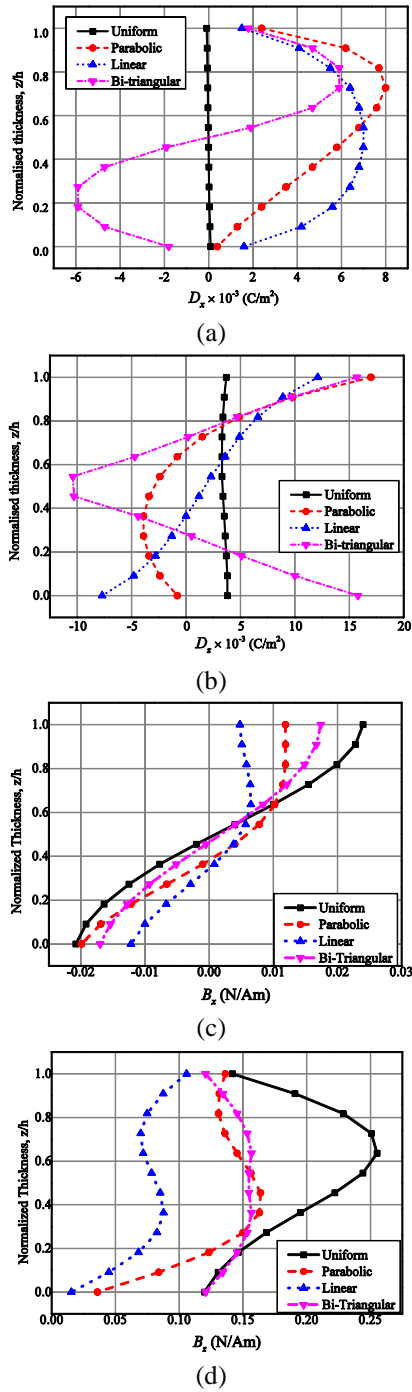 Normalised thickness, z/h
1.0
0.8
0.6
0.4
0.2
0.0
Uniform
Parabolic
Linear
Bi-triangular
-6 -4 -2 0 2 4 6 8
Dₓ × 10⁻³ (C/m²)
(a)
Normalised thickness, z/h
1.0
0.8
0.6
0.4
0.2
0.0
Uniform
Parabolic
Linear
Bi-triangular
-10 -5 0 5 10 15 20
D_z × 10⁻³ (C/m²)
(b)
Normalized Thickness, z/h
1.0
0.8
0.6
0.4
0.2
0.0
Uniform
Parabolic
Linear
Bi-Triangular
-0.02 -0.01 0.00 0.01 0.02 0.03
Bₓ (N/Am)
(c)
Normalized Thickness, z/h
1.0
0.8
0.6
0.4
0.2
0.0
Uniform
Parabolic
Linear
Bi-Triangular
0.00 0.05 0.10 0.15 0.20 0.25
B_z (N/Am)
(d)